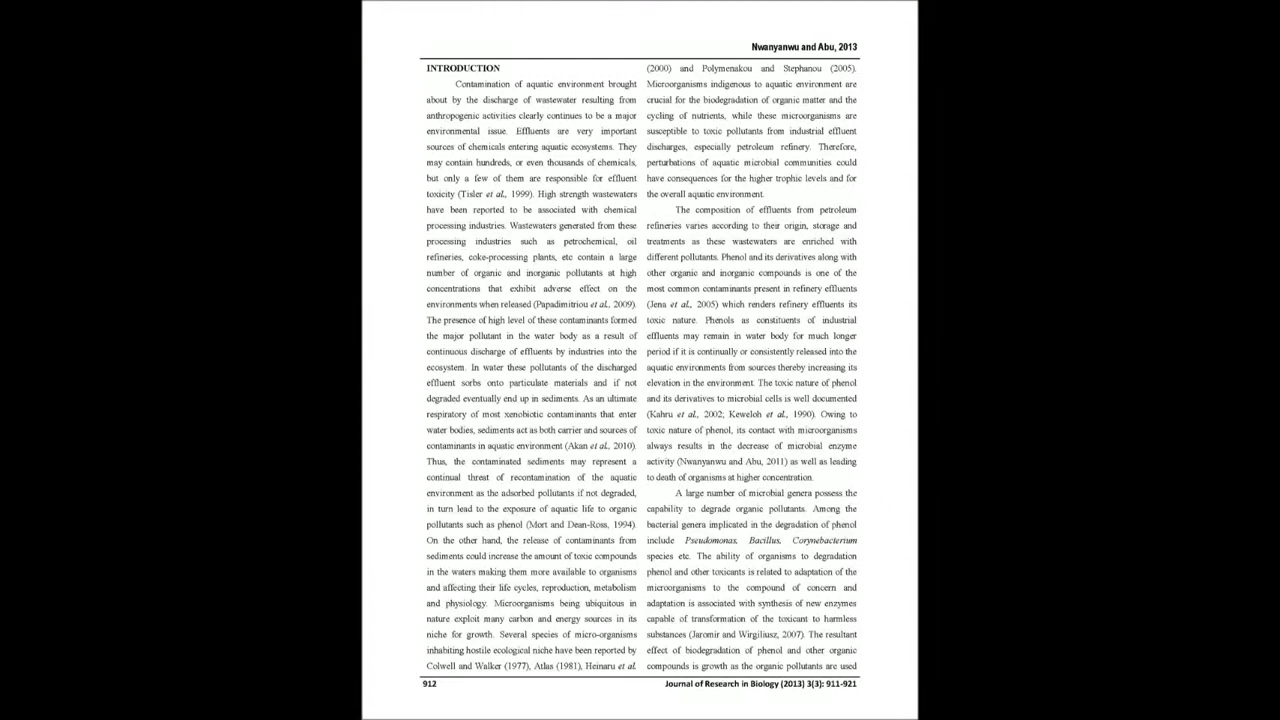 Nwanyanwu and Abu, 2013
INTRODUCTION
Contamination of aquatic environment brought
about by the discharge of wastewater resulting from
anthropogenic activities clearly continues to be a major
environmental issue. Effluents are very important
sources of chemicals entering aquatic ecosystems. They
may contain hundreds, or even thousands of chemicals,
but only a few of them are responsible for effluent
toxicity (Tisler et al., 1999). High strength wastewaters
have been reported to be associated with chemical
processing industries. Wastewaters generated from these
processing industries such as petrochemical, oil
refineries, coke-processing plants, etc contain a large
number of organic and inorganic pollutants at high
concentrations that exhibit adverse effect on the
environments when released (Papadimitriou et al., 2009).
The presence of high level of these contaminants formed
the major pollutant in the water body as a result of
continuous discharge of effluents by industries into the
ecosystem. In water these pollutants of the discharged
effluent sorbs onto particulate materials and if not
degraded eventually end up in sediments. As an ultimate
respiratory of most xenobiotic contaminants that enter
water bodies, sediments act as both carrier and sources of
contaminants in aquatic environment (Akan et al., 2010).
Thus, the contaminated sediments may represent a
continual threat of recontamination of the aquatic
environment as the adsorbed pollutants if not degraded,
in turn lead to the exposure of aquatic life to organic
pollutants such as phenol (Mort and Dean-Ross, 1994).
On the other hand, the release of contaminants from
sediments could increase the amount of toxic compounds
in the waters making them more available to organisms
and affecting their life cycles, reproduction, metabolism
and physiology. Microorganisms being ubiquitous in
nature exploit many carbon and energy sources in its
niche for growth. Several species of micro-organisms
inhabiting hostile ecological niche have been reported by
Colwell and Walker (1977), Atlas (1981), Heinaru et al.
(2000) and Polymenakou and Stephanou (2005).
Microorganisms indigenous to aquatic environment are
crucial for the biodegradation of organic matter and the
cycling of nutrients, while these microorganisms are
susceptible to toxic pollutants from industrial effluent
discharges, especially petroleum refinery. Therefore,
perturbations of aquatic microbial communities could
have consequences for the higher trophic levels and for
the overall aquatic environment.
The composition of effluents from petroleum
refineries varies according to their origin, storage and
treatments as these wastewaters are enriched with
different pollutants. Phenol and its derivatives along with
other organic and inorganic compounds is one of the
most common contaminants present in refinery effluents
(Jena et al., 2005) which renders refinery effluents its
toxic nature. Phenols as constituents of industrial
effluents may remain in water body for much longer
period if it is continually or consistently released into the
aquatic environments from sources thereby increasing its
elevation in the environment. The toxic nature of phenol
and its derivatives to microbial cells is well documented
(Kahru et al., 2002; Keweloh et al., 1990). Owing to
toxic nature of phenol, its contact with microorganisms
always results in the decrease of microbial enzyme
activity (Nwanyanwu and Abu, 2011) as well as leading
to death of organisms at higher concentration.
A large number of microbial genera possess the
capability to degrade organic pollutants. Among the
bacterial genera implicated in the degradation of phenol
include Pseudomonas, Bacillus, Corynebacterium
species etc. The ability of organisms to degradation
phenol and other toxicants is related to adaptation of the
microorganisms to the compound of concern and
adaptation is associated with synthesis of new enzymes
capable of transformation of the toxicant to harmless
substances (Jaromir and Wirgiliusz, 2007). The resultant
effect of biodegradation of phenol and other organic
compounds is growth as the organic pollutants are used
912
Journal of Research in Biology (2013) 3(3): 911-921